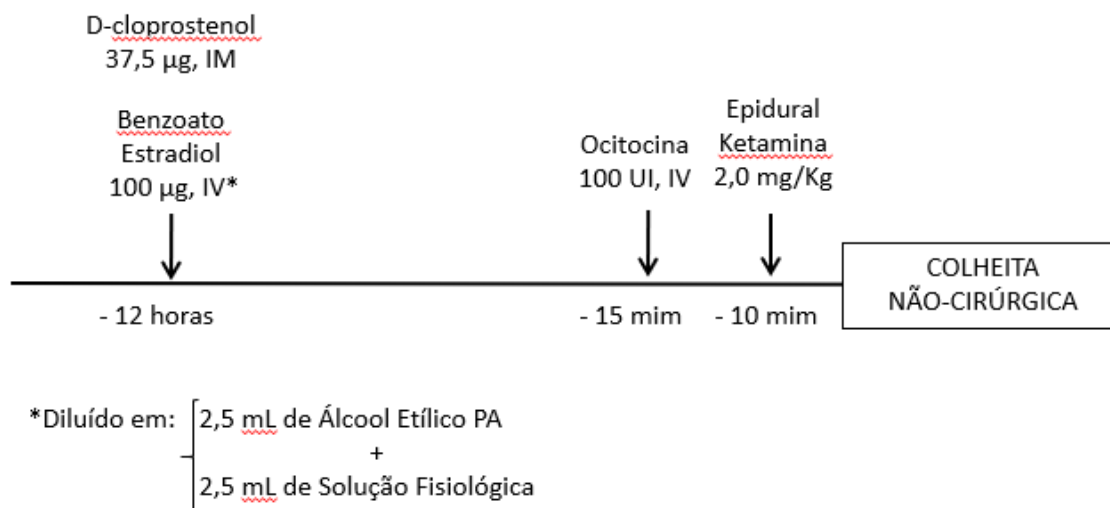 D-cloprostenol
37,5 µg, IM
Benzoato
Estradiol
100 µg, IV*
Ocitocina
100 UI, IV
Epidural
Ketamina
2,0 mg/Kg
COLHEITA
NÃO-CIRÚRGICA
- 12 horas
- 15 mim
- 10 mim
*Diluído em:
2,5 mL de Álcool Etílico PA
+
2,5 mL de Solução Fisiológica